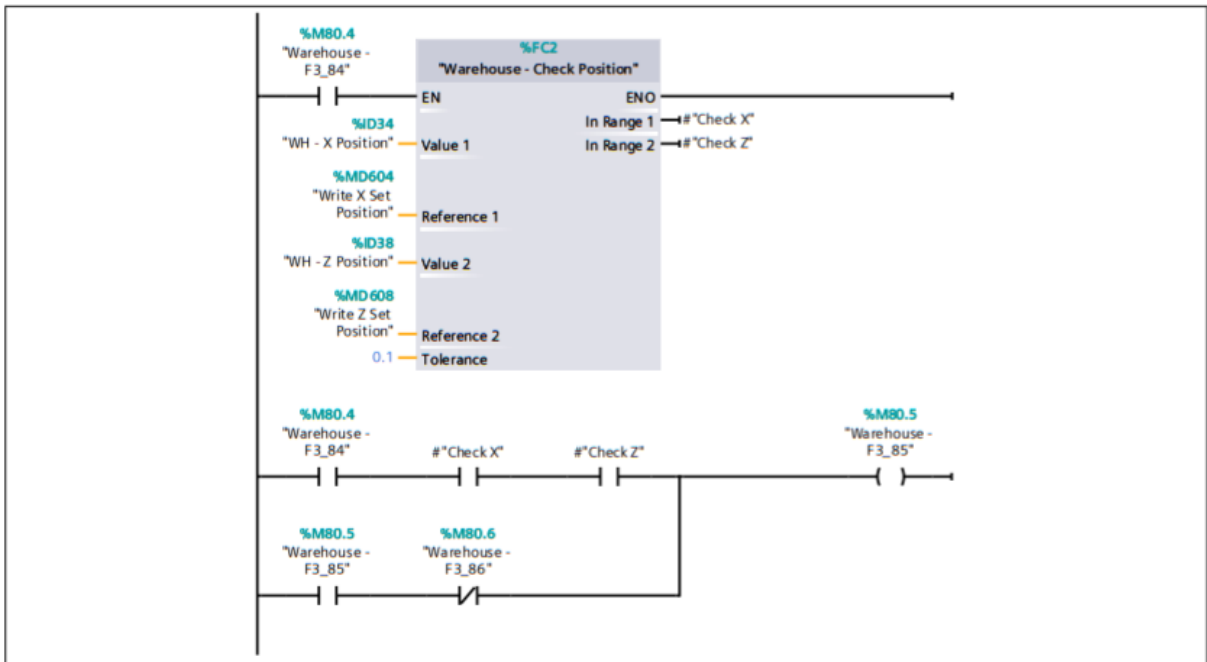 %M80.4
"Warehouse -
F3_84"
%FC2
"Warehouse - Check Position"
EN
ENO
In Range 1
#"Check X"
%ID34
"WH - X Position"
Value 1
In Range 2
#"Check Z"
%MD604
"Write X Set
Position"
Reference 1
%ID38
"WH - Z Position"
Value 2
%MD608
"Write Z Set
Position"
Reference 2
0.1
Tolerance
%M80.4
"Warehouse -
F3_84"
#"Check X"
#"Check Z"
%M80.5
"Warehouse -
F3_85"
%M80.5
"Warehouse -
F3_85"
%M80.6
"Warehouse -
F3_86"